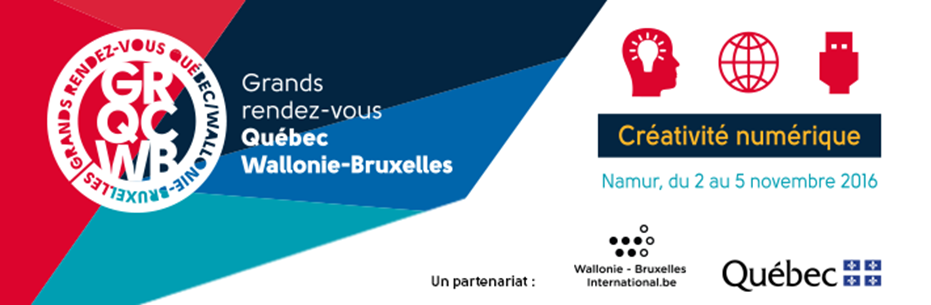 GRANDS RENDEZ-VOUS QUÉBEC/WALLONIE-BRUXELLES|
GR
QC
WB
Grands
rendez-vous
Québec
Wallonie-Bruxelles
Créativité numérique
Namur, du 2 au 5 novembre 2016
Un partenariat :
Wallonie - Bruxelles
International.be
Québec